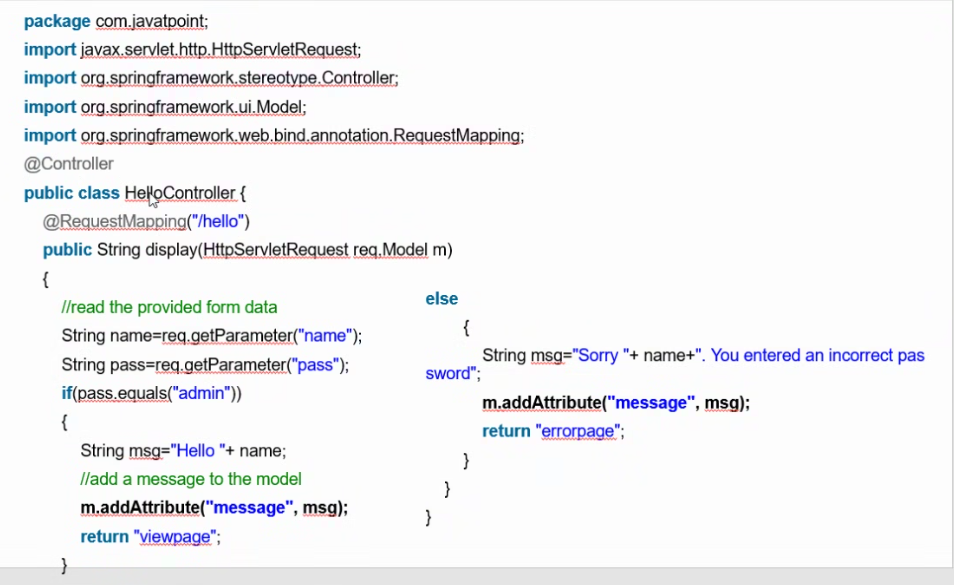 package com.javatpoint;
import javax.servlet.http.HttpServletRequest;
import org.springframework.stereotype.Controller;
import org.springframework.ui.Model;
import org.springframework.web.bind.annotation.RequestMapping;
@Controller
public class HelloController {
@RequestMapping("/hello")
public String display(HttpServletRequest req,Model m)
{
//read the provided form data
String name=req.getParameter("name");
String pass=req.getParameter("pass");
if(pass.equals("admin"))
{
String msg="Hello "+ name;
//add a message to the model
m.addAttribute("message", msg);
return "viewpage";
}
else
{
String msg="Sorry "+ name+". You entered an incorrect pas
sword";
m.addAttribute("message", msg);
return "errorpage";
}
}
}